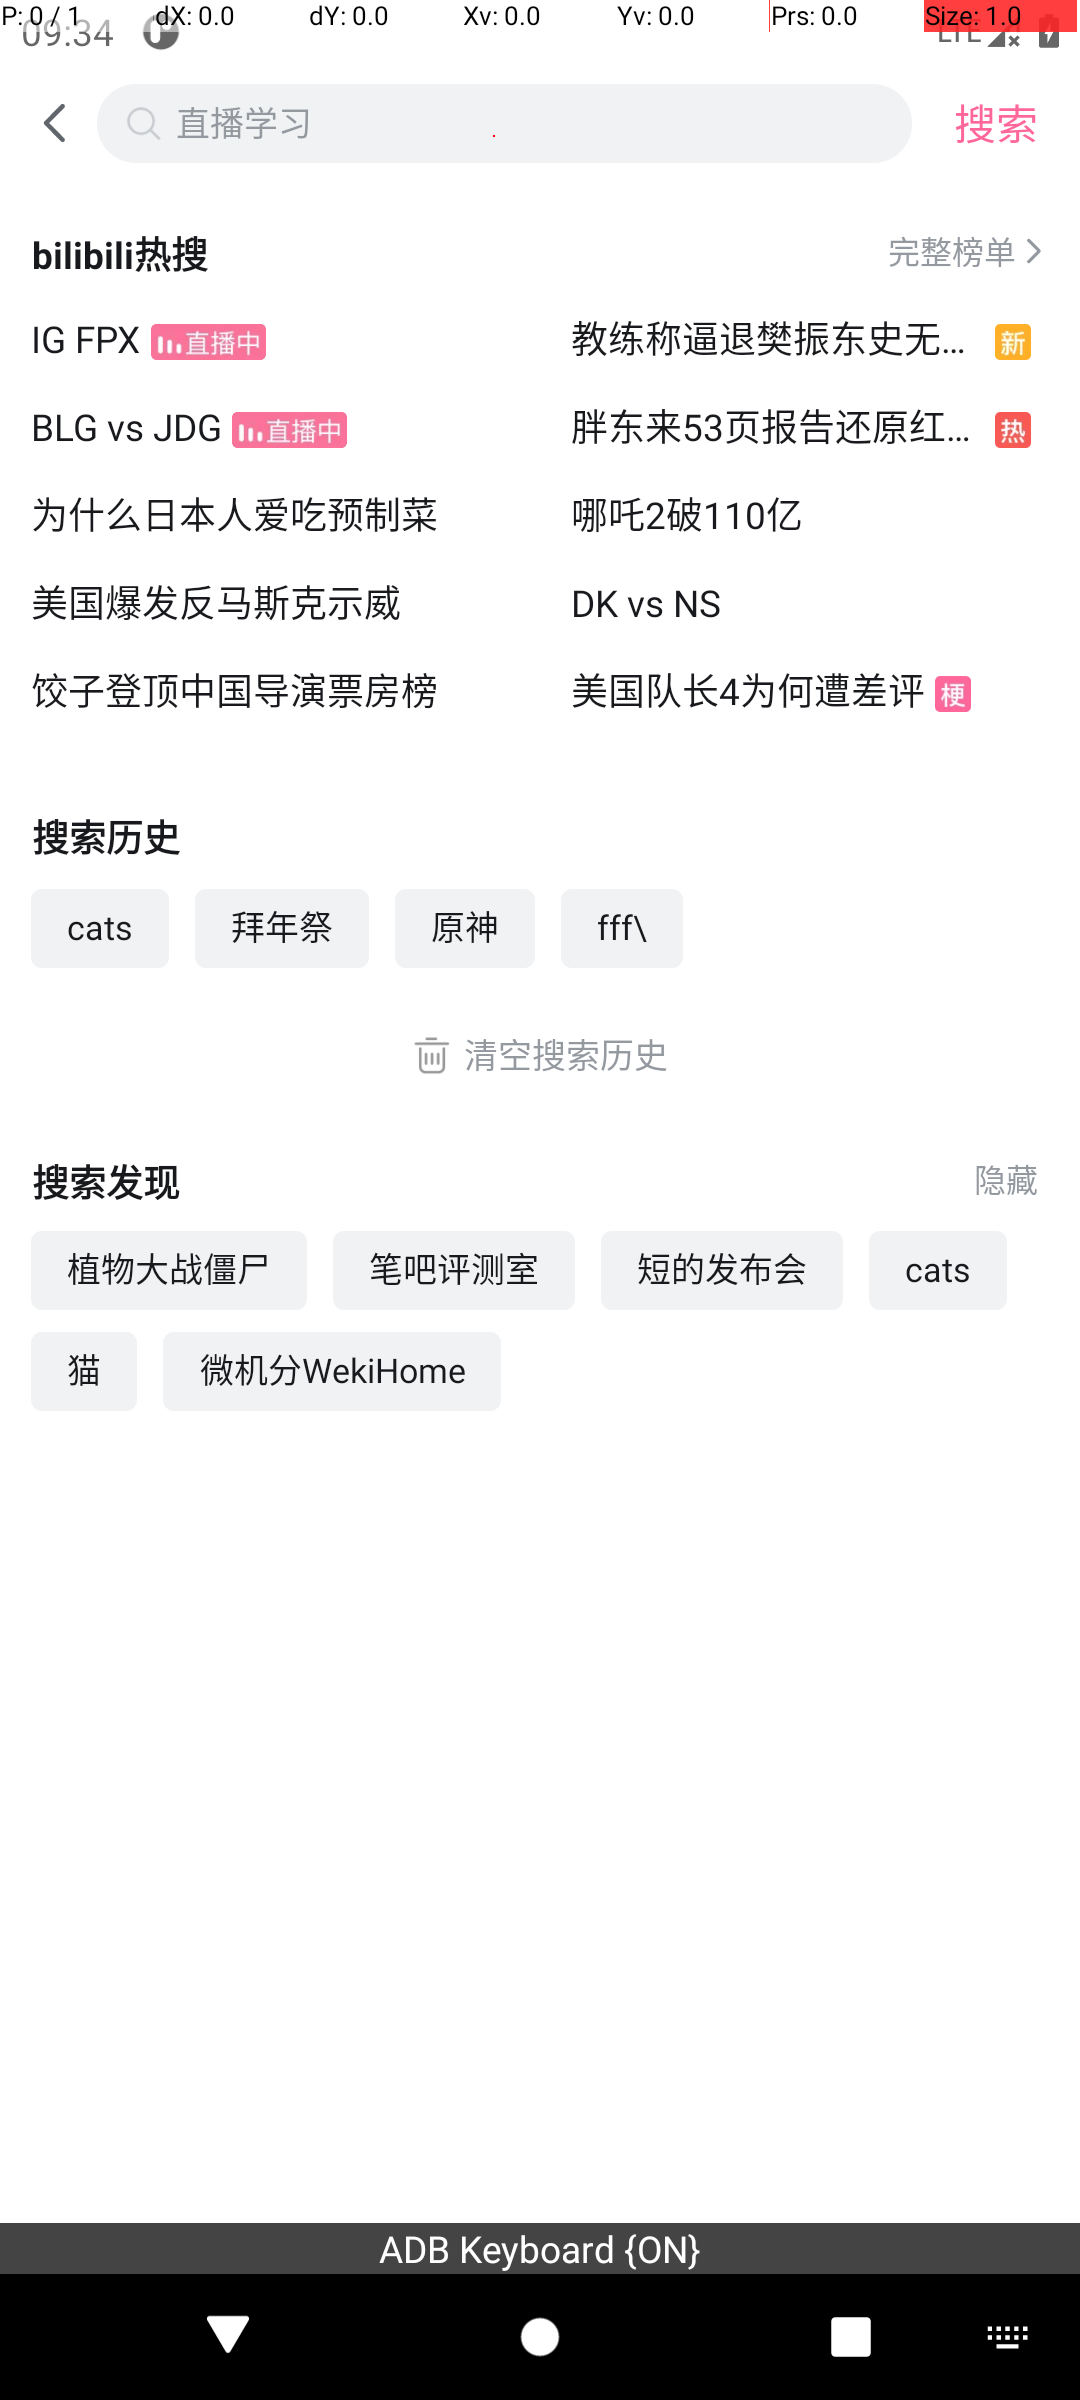 P: 0 / 1 dX: 0.0 dY: 0.0 Xv: 0.0 Yv: 0.0 Prs: 0.0 Size: 1.0
09:34 LTE
直播学习 搜索
bilibili热搜 完整榜单
IG FPX 直播中 教练称逼退樊振东史无... 新
BLG vs JDG 直播中 胖东来53页报告还原红... 热
为什么日本人爱吃预制菜 哪吒2破110亿
美国爆发反马斯克示威 DK vs NS
饺子登顶中国导演票房榜 美国队长4为何遭差评 梗
搜索历史
cats 拜年祭 原神 fff\
清空搜索历史
搜索发现 隐藏
植物大战僵尸 笔吧评测室 短的发布会 cats
猫 微机分WekiHome
ADB Keyboard {ON}